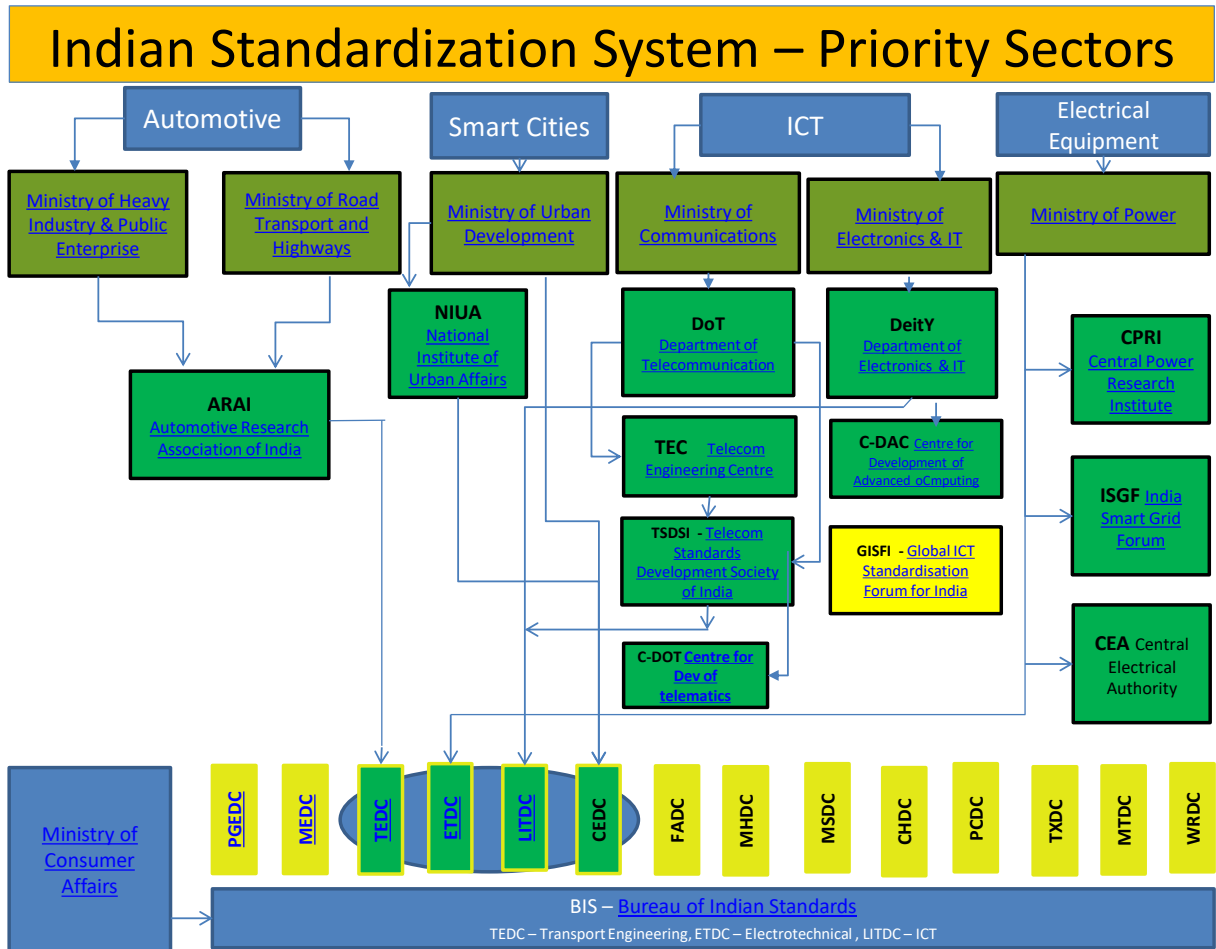 Indian Standardization System – Priority Sectors
Automotive
Smart Cities
ICT
Electrical
Equipment
Ministry of Heavy
Industry & Public
Enterprise
Ministry of Road
Transport and
Highways
Ministry of Urban
Development
Ministry of
Communications
Ministry of
Electronics & IT
Ministry of Power
NIUA
National
Institute of
Urban Affairs
DoT
Department of
Telecommunication
DeitY
Department of
Electronics & IT
CPRI
Central Power
Research
Institute
ARAI
Automotive Research
Association of India
TEC Telecom
Engineering Centre
C-DAC Centre for
Development of
Advanced oCmputing
ISGF India
Smart Grid
Forum
TSDSI - Telecom
Standards
Development Society
of India
GISFI - Global ICT
Standardisation
Forum for India
C-DOT Centre for
Dev of
telematics
CEA Central
Electrical
Authority
Ministry of
Consumer
Affairs
PGEDC
MEDC
TEDC
ETDC
LITDC
CEDC
FADC
MHDC
MSDC
CHDC
PCDC
TXDC
MTDC
WRDC
BIS – Bureau of Indian Standards
TEDC – Transport Engineering, ETDC – Electrotechnical , LITDC – ICT